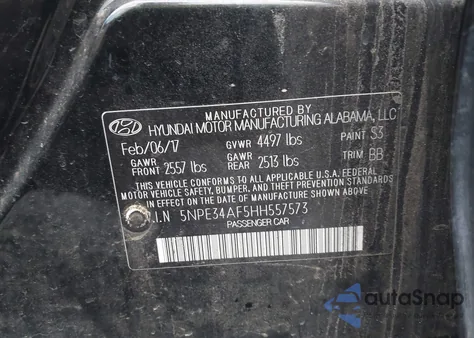 MANUFACTURED BY
HYUNDAI MOTOR MANUFACTURING ALABAMA, LLC
Feb/06/17 GVWR 4497 lbs PAINT S3
GAWR FRONT 2557 lbs GAWR REAR 2513 lbs TRIM BB
THIS VEHICLE CONFORMS TO ALL APPLICABLE U.S.A. FEDERAL
MOTOR VEHICLE SAFETY, BUMPER, AND THEFT PREVENTION
STANDARDS IN EFFECT ON THE DATE OF MANUFACTURE SHOWN ABOVE.
V.I.N 5NPE34AF5HH557573
PASSENGER CAR
autaSnap